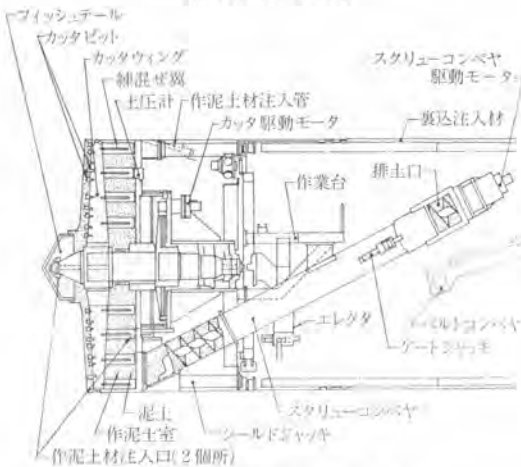 フィッシュテール
カッタビット
カッタウィング
練混ぜ翼
土圧計
作泥土材注入管
カッタ駆動モータ
スクリューコンベヤ
駆動モータ
裏込注入材
作業台
排土口
エレクタ
ベルトコンベヤ
ゲートジャッキ
泥土
作泥土室
作泥土材注入口(2個所)
スクリューコンベヤ
シールドジャッキ